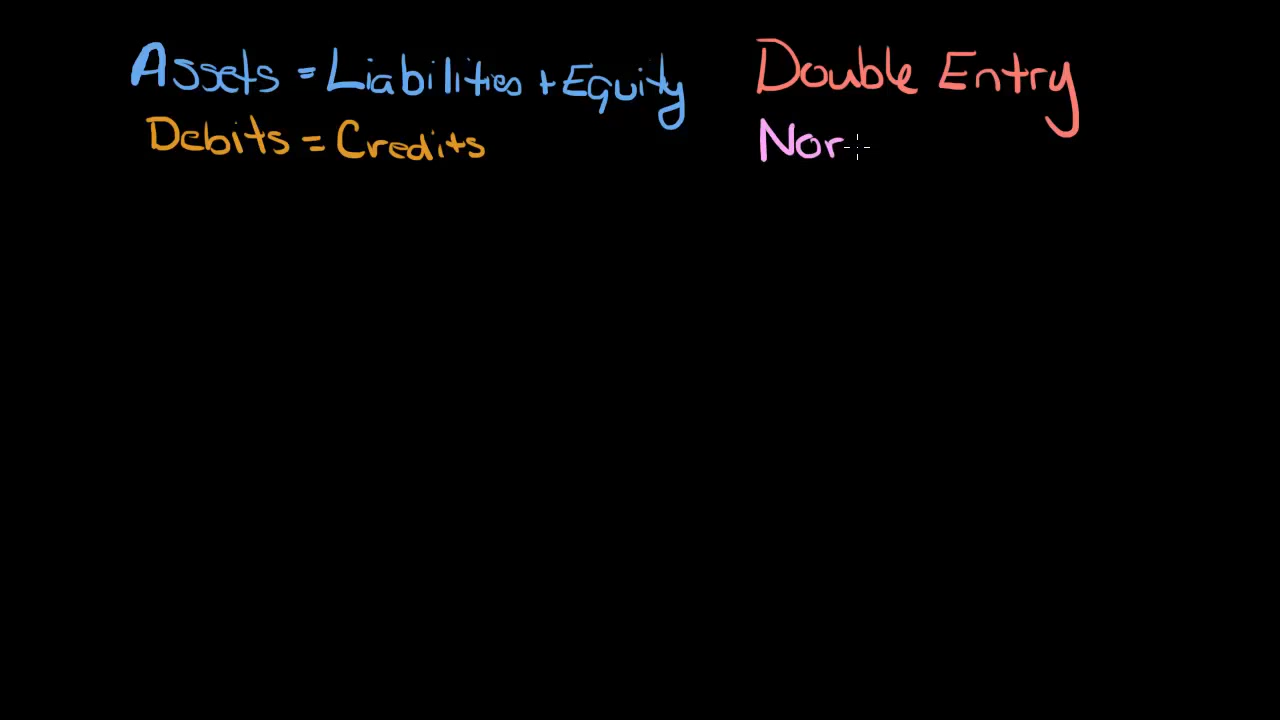 Assets = Liabilities + Equity
Debits = Credits
Double Entry
Nor